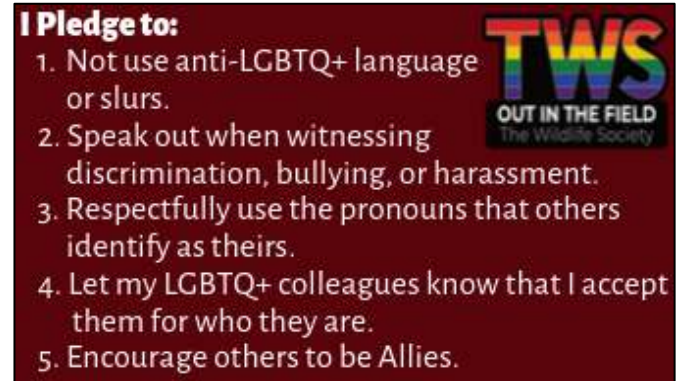 I Pledge to:
1. Not use anti-LGBTQ+ language
or slurs.
2. Speak out when witnessing
discrimination, bullying, or harassment.
3. Respectfully use the pronouns that others
identify as theirs.
4. Let my LGBTQ+ colleagues know that I accept
them for who they are.
5. Encourage others to be Allies.
TWS
OUT IN THE FIELD
The Wildlife Society